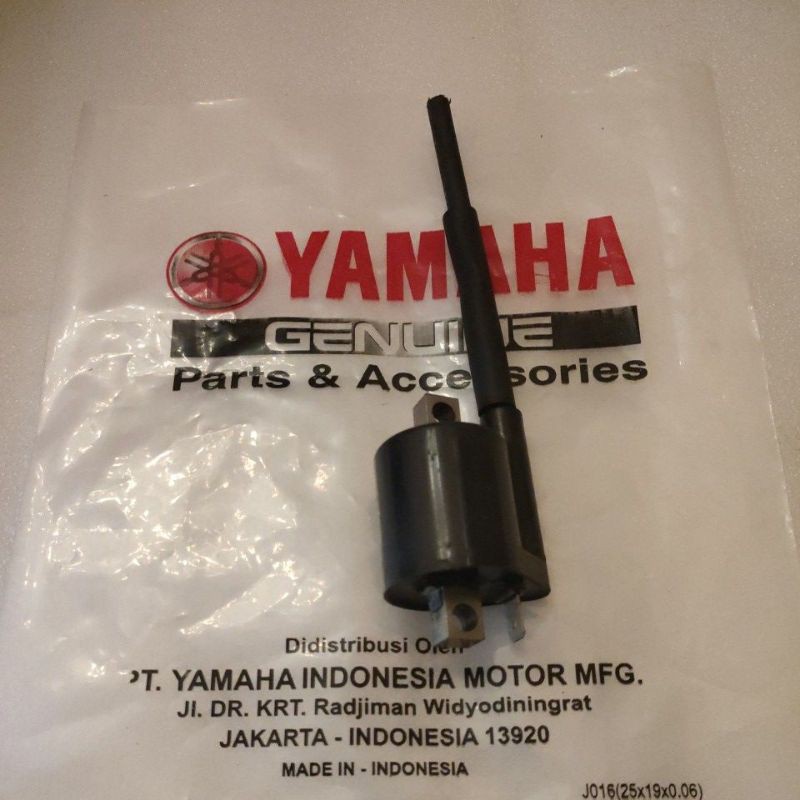 YAMAHA
GENUINE
Parts & Accessories
Didistribusi Oleh
PT. YAMAHA INDONESIA MOTOR MFG.
Jl. DR. KRT. Radjiman Widyodiningrat
JAKARTA - INDONESIA 13920
MADE IN - INDONESIA
J016(25x19x0.06)